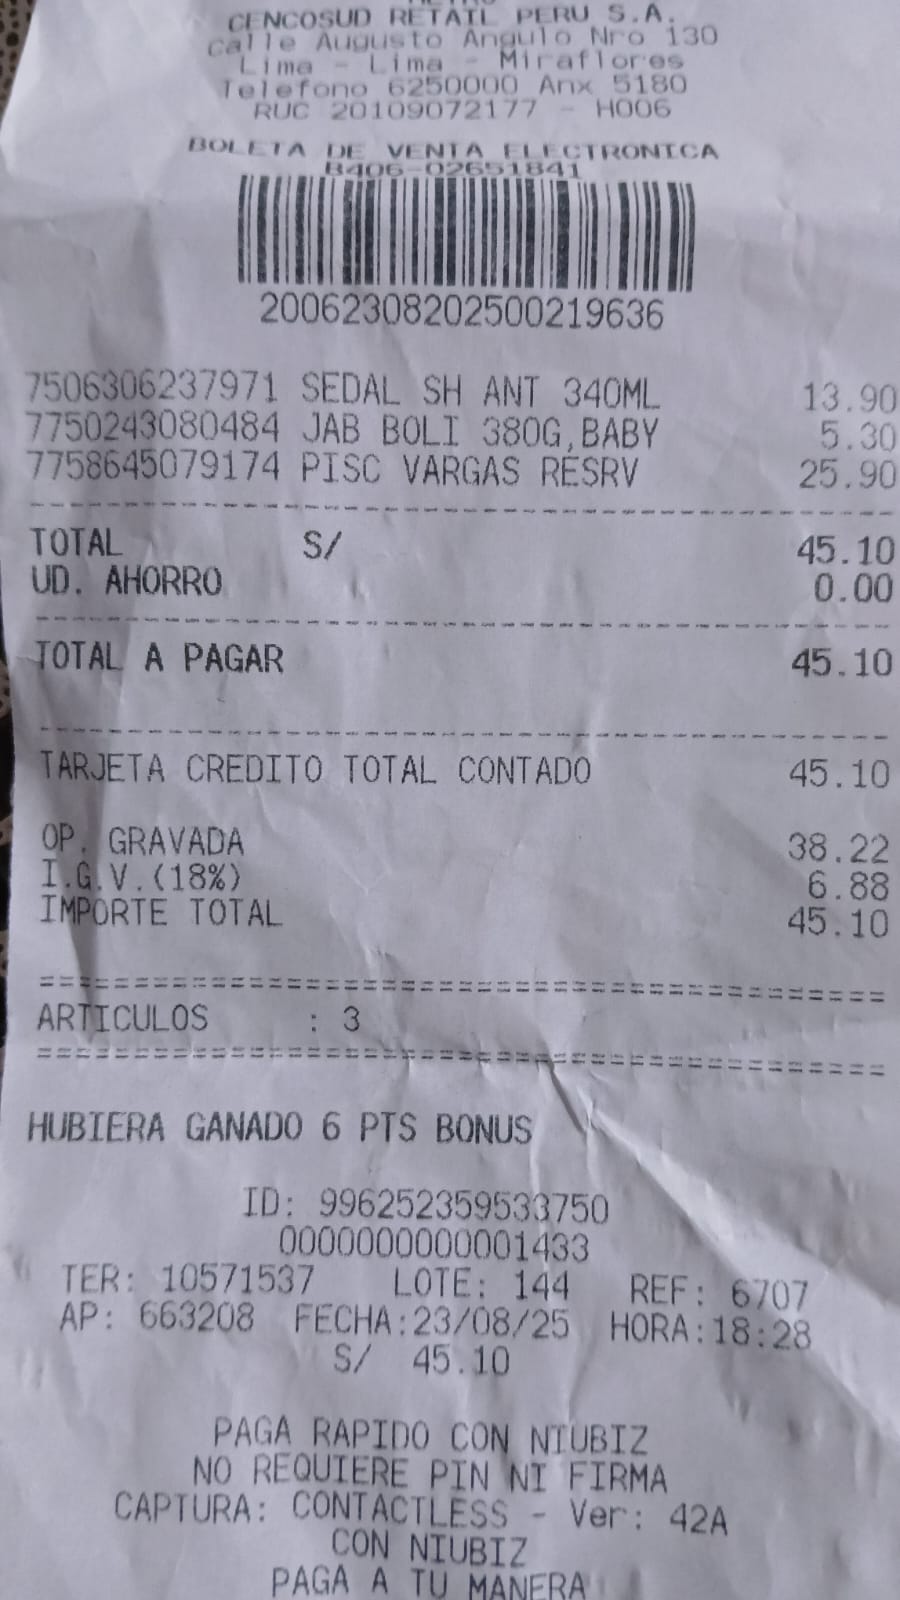 CENCOSUD RETAIL PERU S.A.
Calle Augusto Angulo Nro 130
Lima - Lima - Miraflores
Telefono 6250000 Anx 5180
RUC 20109072177 - H006
BOLETA DE VENTA ELECTRONICA
B406-02651841
20062308202500219636
7506306237971 SEDAL SH ANT 340ML 13.90
7750243080484 JAB BOLI 380G,BABY 5.30
7758645079174 PISC VARGAS RESRV 25.90
TOTAL S/ 45.10
UD. AHORRO 0.00
TOTAL A PAGAR 45.10
TARJETA CREDITO TOTAL CONTADO 45.10
OP. GRAVADA 38.22
I.G.V.(18%) 6.88
IMPORTE TOTAL 45.10
ARTICULOS : 3
HUBIERA GANADO 6 PTS BONUS
ID: 996252359533750
0000000000001433
TER: 10571537 LOTE: 144 REF: 6707
AP: 663208 FECHA:23/08/25 HORA:18:28
S/ 45.10
PAGA RAPIDO CON NIUBIZ
NO REQUIERE PIN NI FIRMA
CAPTURA: CONTACTLESS - Ver: 42A
CON NIUBIZ
PAGA A TU MANERA